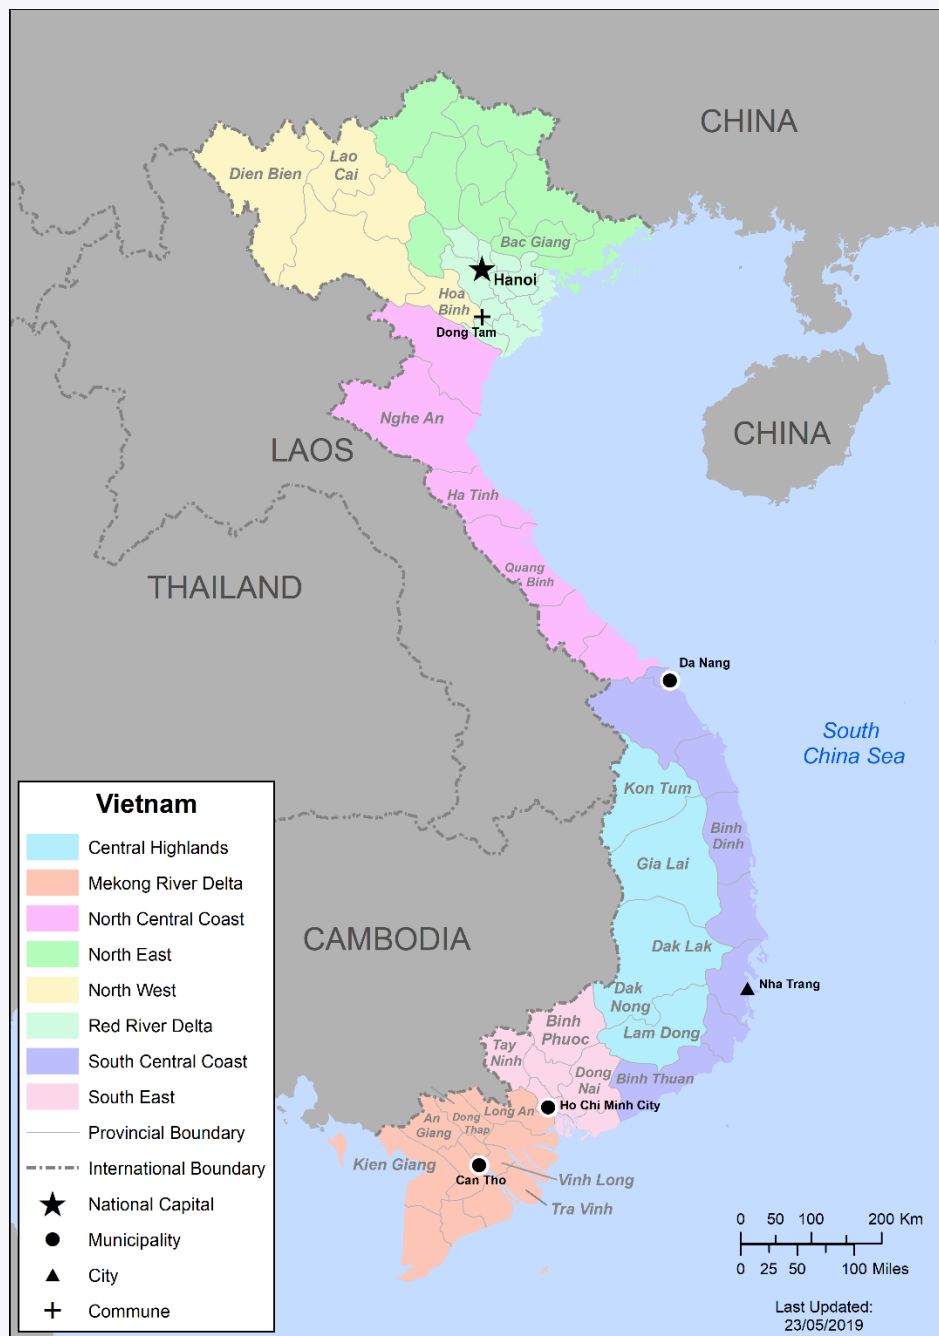 CHINA
Dien Bien
Lao
Cai
Bac Giang
Hanoi
Hoa
Binh
Dong Tam
Nghe An
CHINA
LAOS
Ha Tinh
THAILAND
Quang
Binh
Da Nang
South
China Sea
Kon Tum
Binh
Dinh
Gia Lai
CAMBODIA
Dak Lak
Nha Trang
Dak
Nong
Lam Dong
Binh
Phuoc
Tay
Ninh
Dong
Nai
Binh Thuan
Ho Chi Minh City
Long An
An
Giang
Dong
Thap
Kien Giang
Can Tho
Vinh Long
Tra Vinh
Vietnam
Central Highlands
Mekong River Delta
North Central Coast
North East
North West
Red River Delta
South Central Coast
South East
Provincial Boundary
International Boundary
National Capital
Municipality
City
Commune
0 50 100 200 Km
0 25 50 100 Miles
Last Updated:
23/05/2019